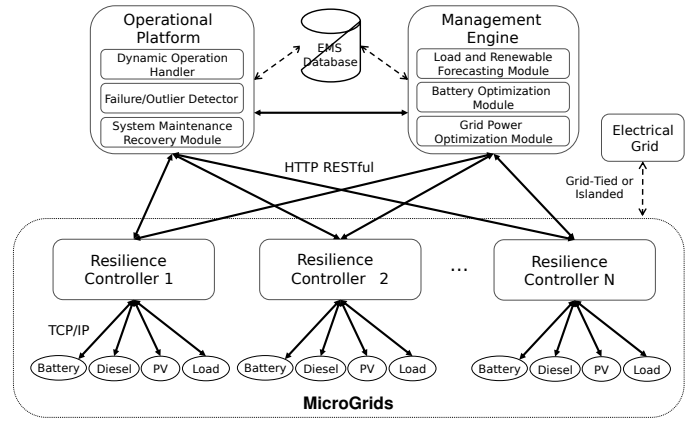 Operational
Platform
Dynamic Operation
Handler
Failure/Outlier Detector
System Maintenance
Recovery Module
EMS
Database
Management
Engine
Load and Renewable
Forecasting Module
Battery Optimization
Module
Grid Power
Optimization Module
Electrical
Grid
HTTP RESTful
Grid-Tied or
Islanded
Resilience
Controller 1
Resilience
Controller 2
...
Resilience
Controller N
TCP/IP
Battery Diesel PV Load
Battery Diesel PV Load
Battery Diesel PV Load
MicroGrids